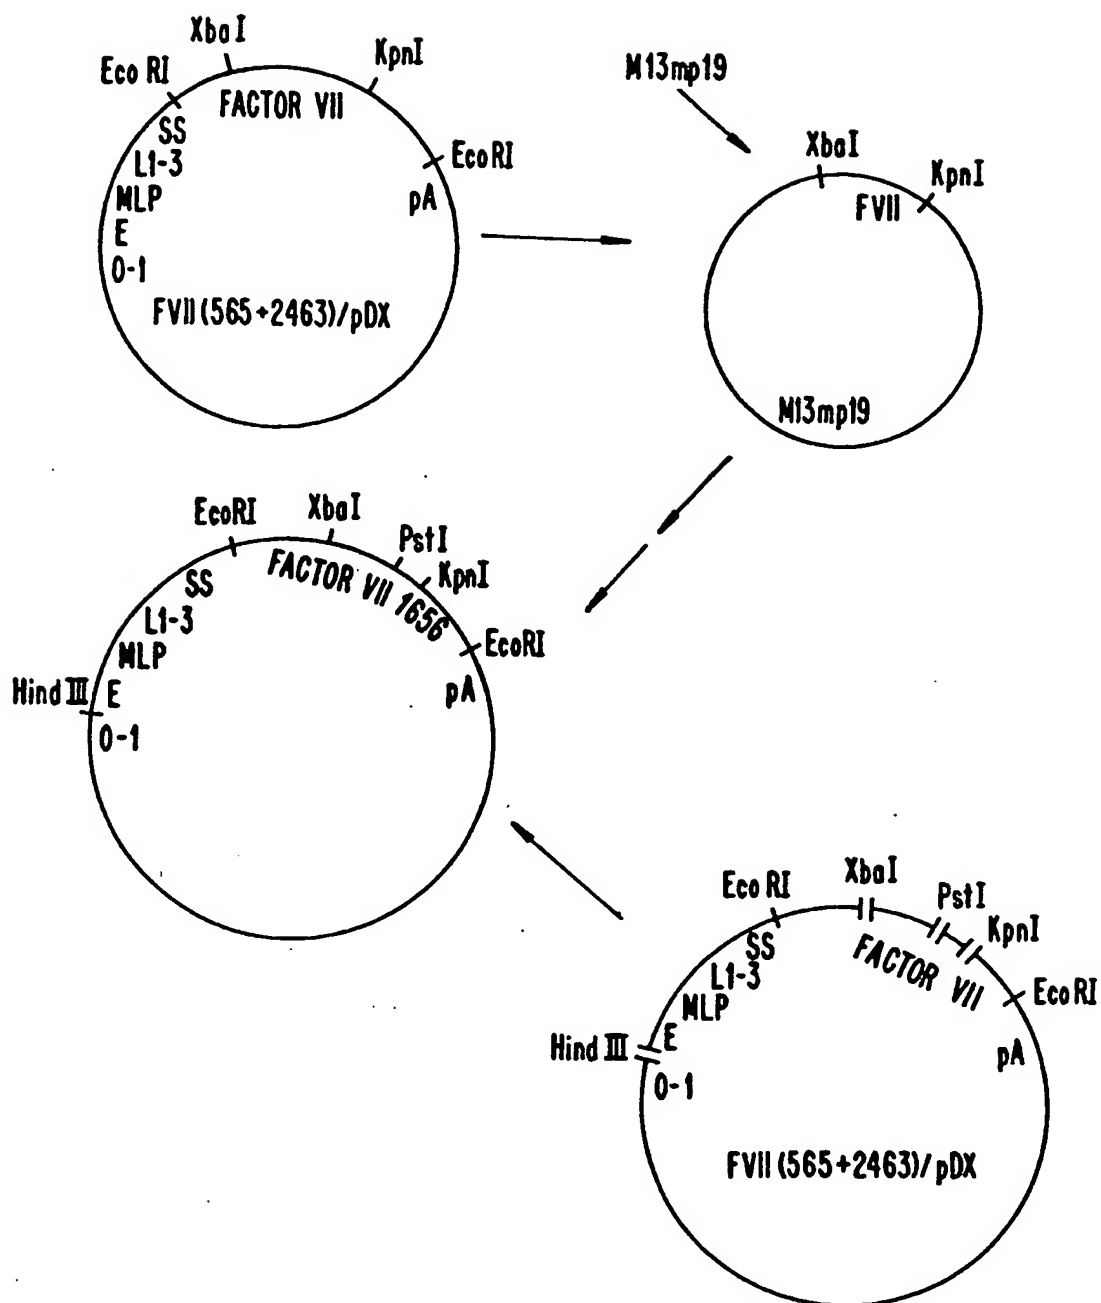 XbaI
Eco RI
KpnI
FACTOR VII
SS
L1-3
MLP
E
0-1
EcoRI
pA
FVII (565+2463)/pDX
M13mp19
XbaI
KpnI
FVII
M13mp19
EcoRI
XbaI
PstI
KpnI
FACTOR VII 1656
SS
L1-3
MLP
Hind III
E
0-1
EcoRI
pA
Eco RI
XbaI
PstI
KpnI
FACTOR VII
SS
L1-3
MLP
Hind III
E
0-1
EcoRI
pA
FVII (565+2463)/pDX